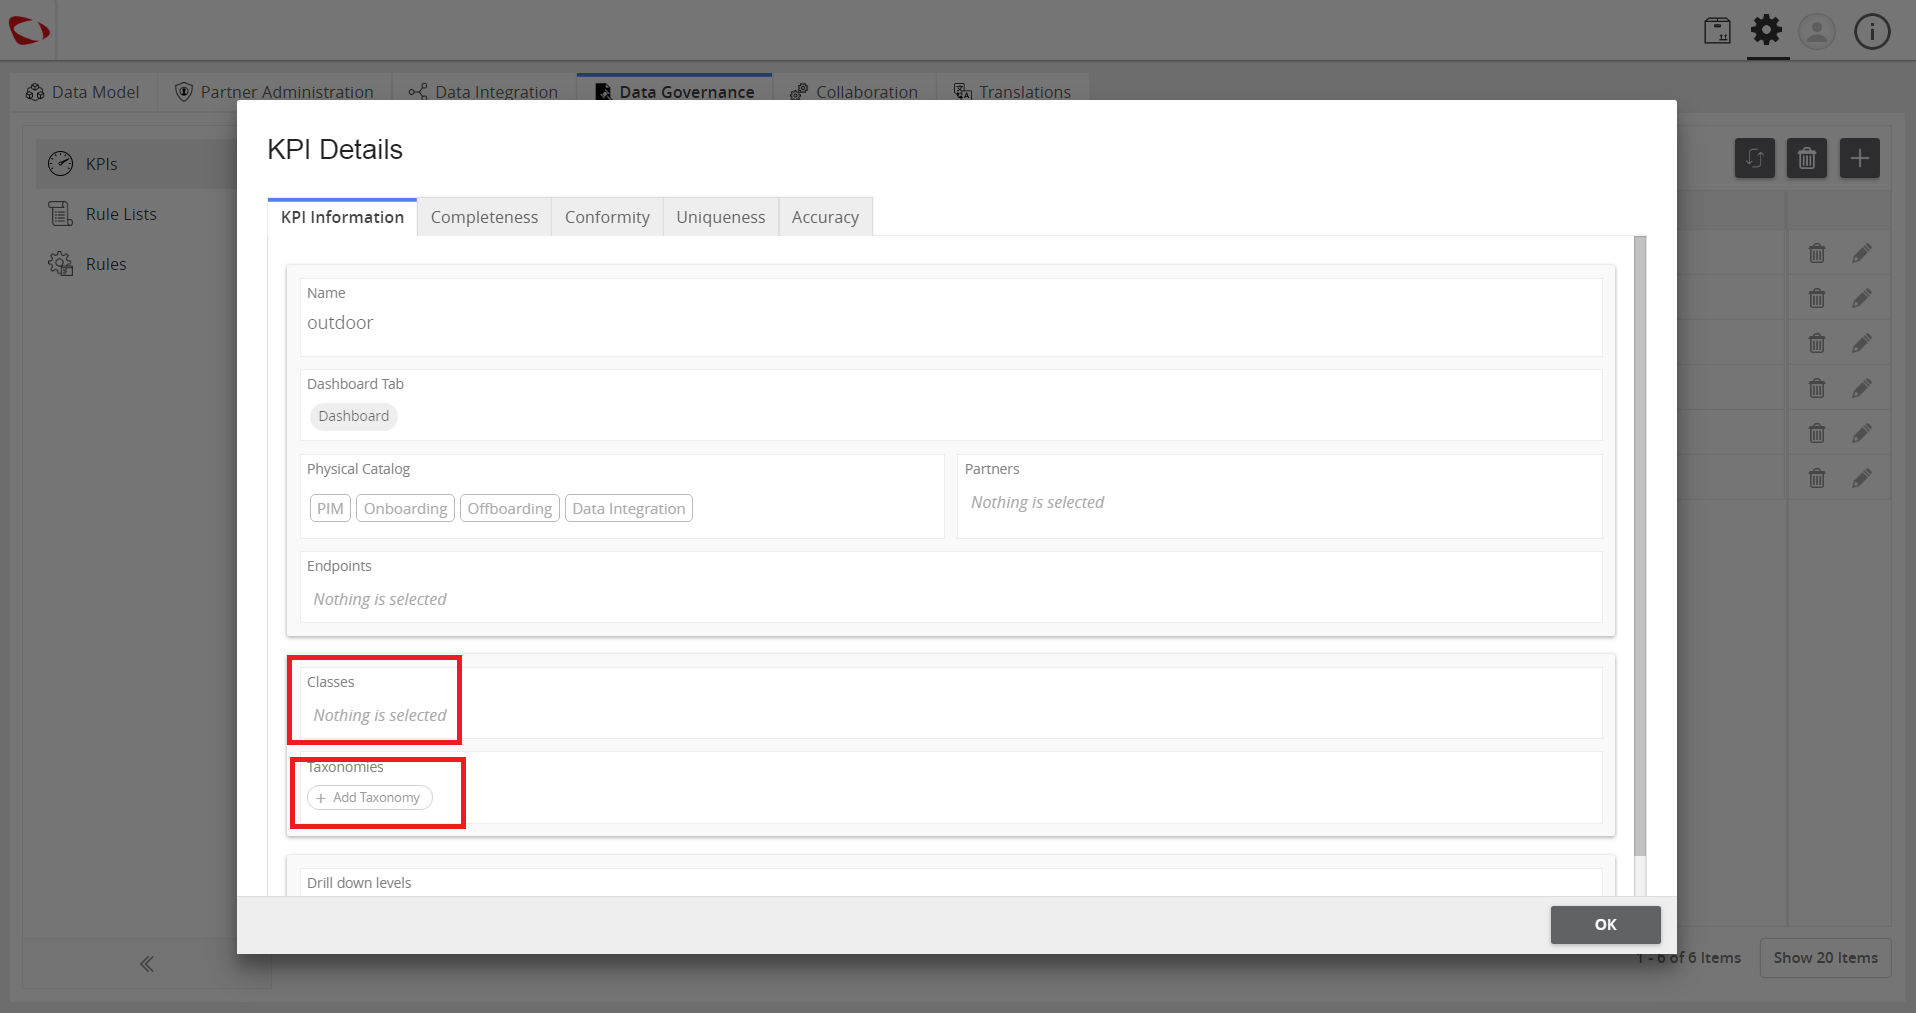 Data Model Partner Administration Data Integration Data Governance Collaboration Translations
KPIs
Rule Lists
Rules
KPI Details
KPI Information Completeness Conformity Uniqueness Accuracy
Name
outdoor
Dashboard Tab
Dashboard
Physical Catalog
PIM Onboarding Offboarding Data Integration
Partners
Nothing is selected
Endpoints
Nothing is selected
Classes
Nothing is selected
Taxonomies
+ Add Taxonomy
Drill down levels
OK
1 - 6 of 6 Items Show 20 Items